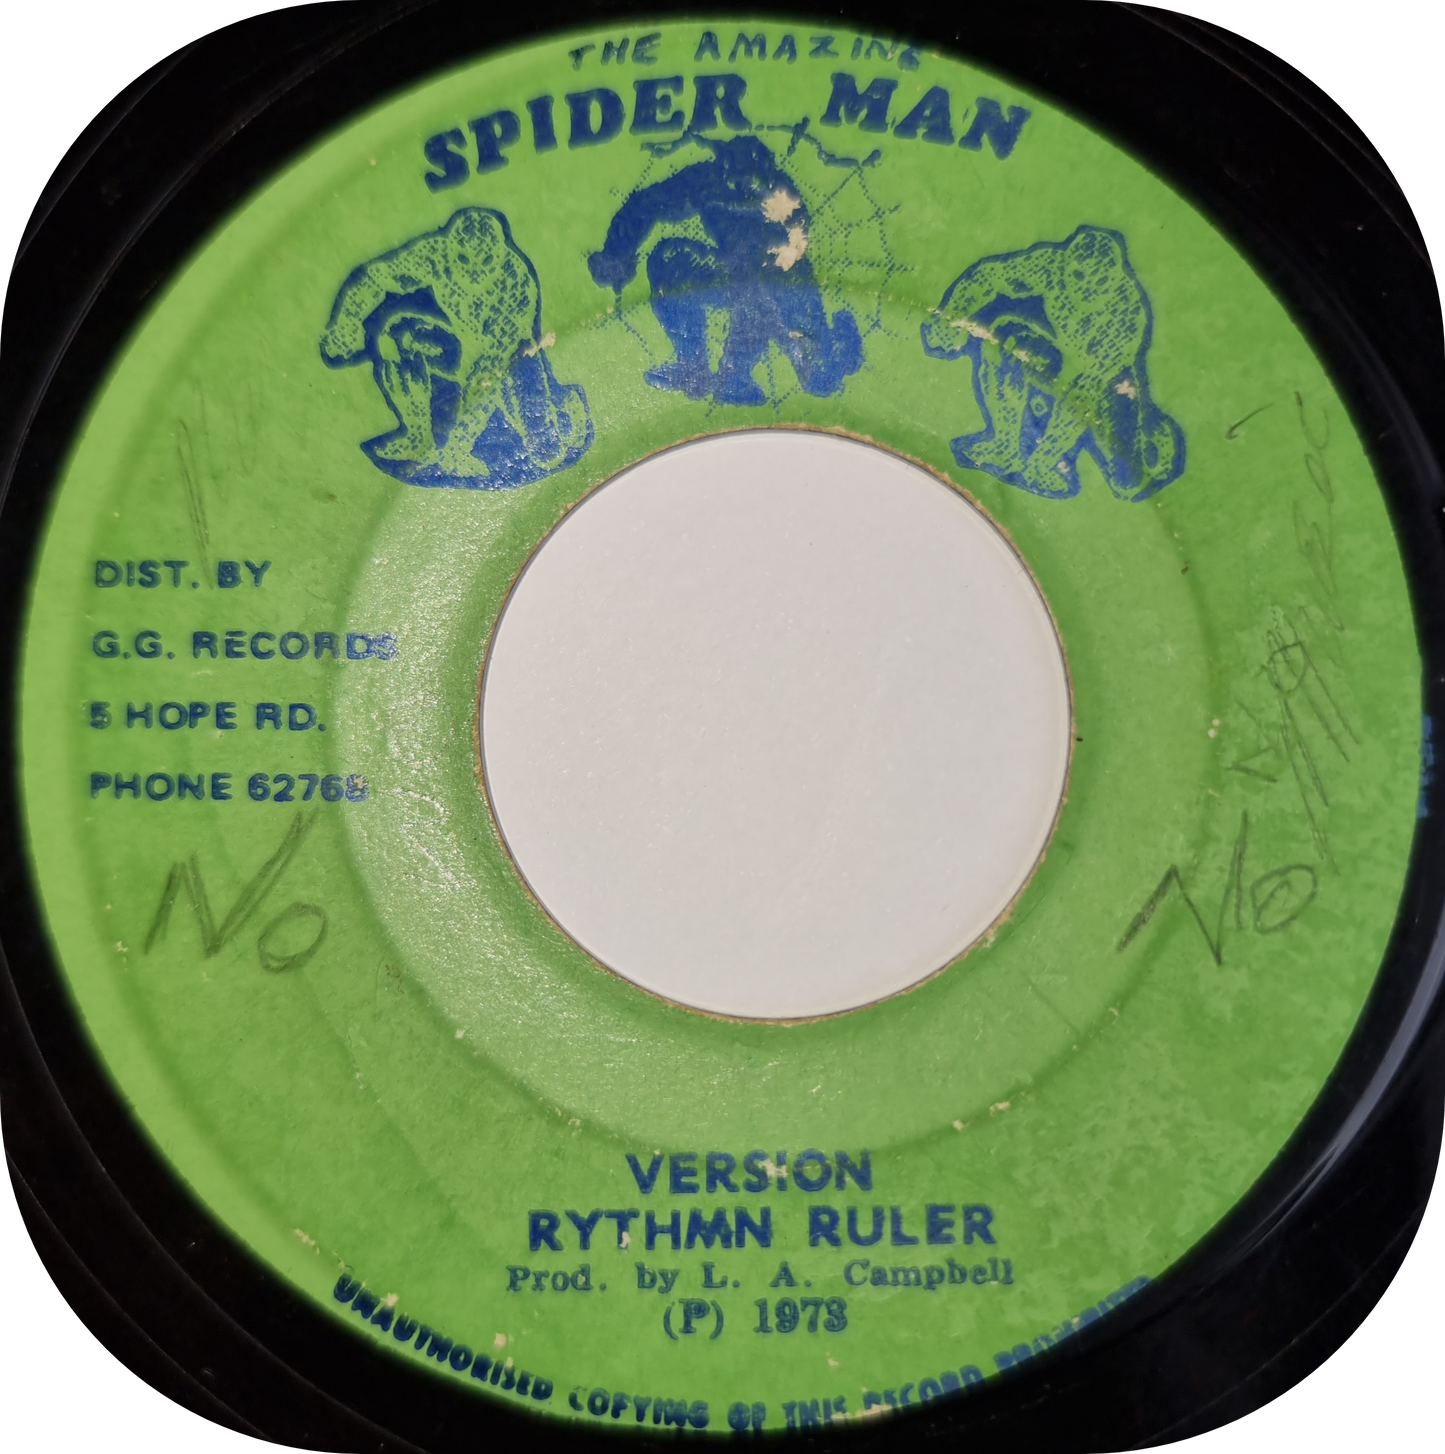 THE AMAZING
SPIDER MAN
DIST. BY
G.G. RECORDS
5 HOPE RD.
PHONE 62768
No
No
VERSION
RYTHMN RULER
Prod. by L. A. Campbell
(P) 1973
UNAUTHORISED COPYING OF THIS RECORD PROHIBITED